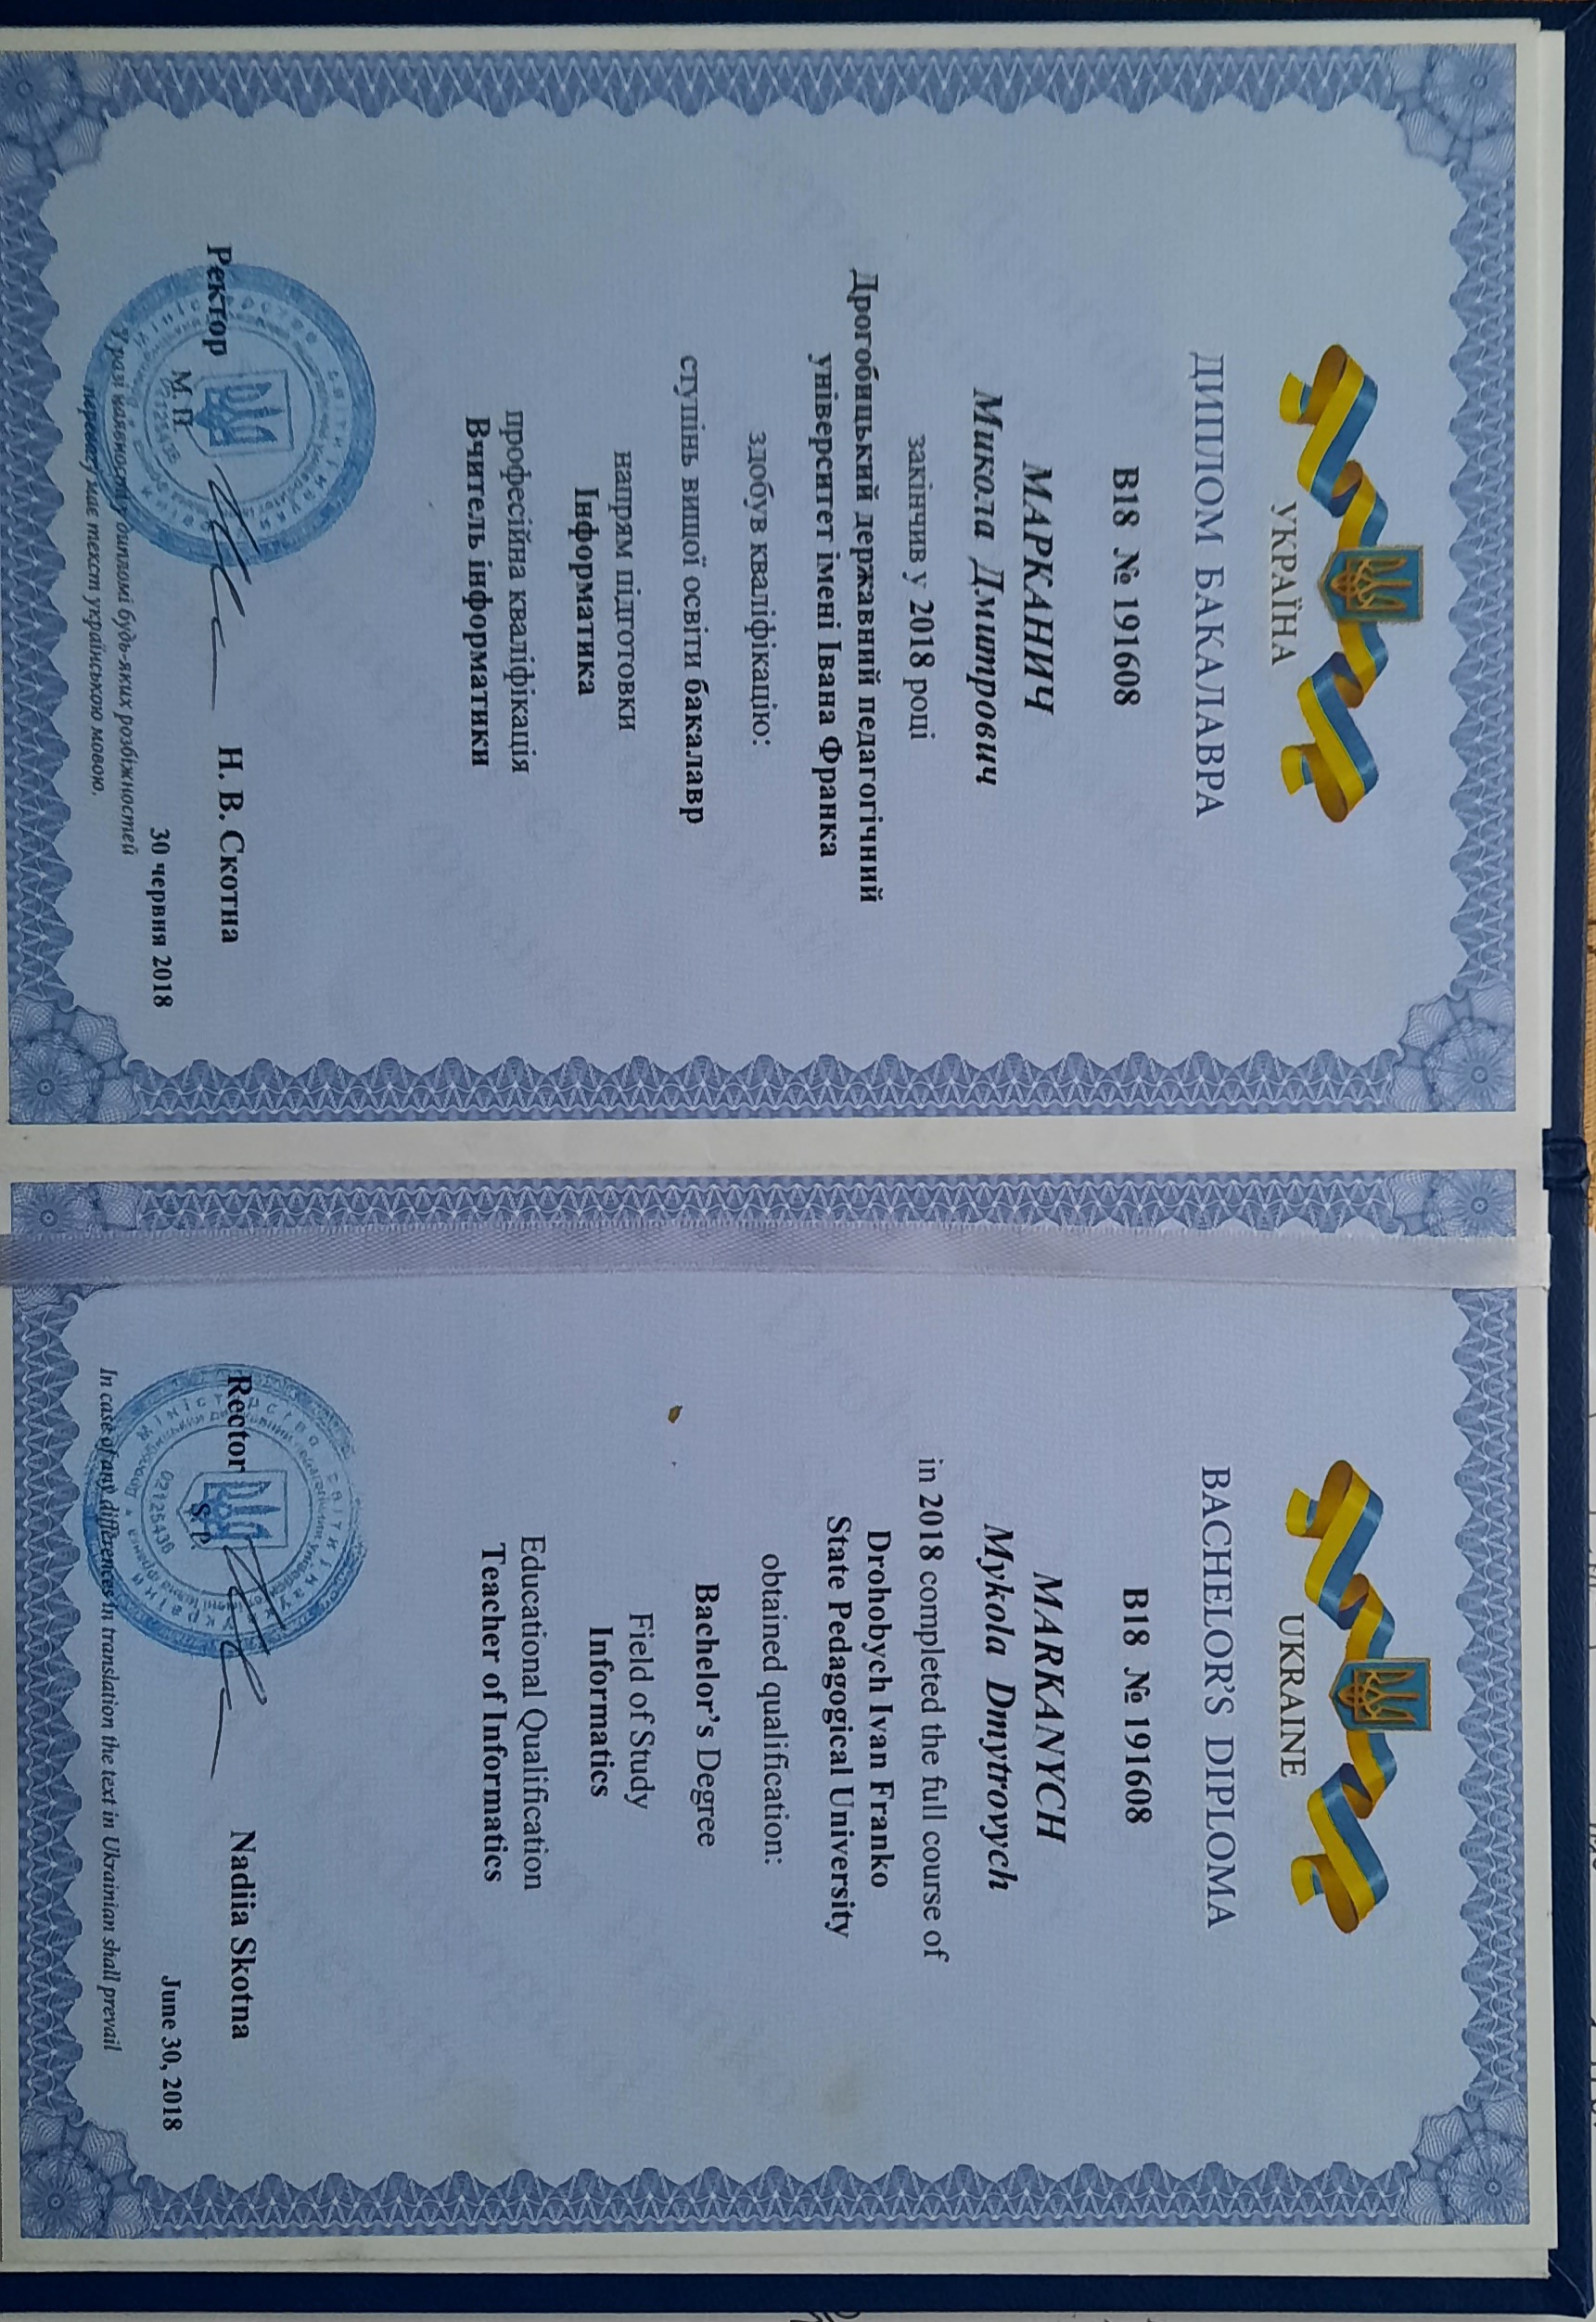 УКРАЇНА
ДИПЛОМ БАКАЛАВРА
В18 № 191608
МАРКАНИЧ
Микола Дмитрович
закінчив у 2018 році
Дрогобицький державний педагогічний
університет імені Івана Франка
здобув кваліфікацію:
ступінь вищої освіти бакалавр
напрям підготовки
Інформатика
професійна кваліфікація
Вчитель інформатики
Ректор
Н. В. Скотна
М. П.
30 червня 2018
У разі наявності у дипломі будь-яких розбіжностей
перевагу має текст українською мовою.
UKRAINE
BACHELOR'S DIPLOMA
B18 № 191608
MARKANYCH
Mykola Dmytrovych
in 2018 completed the full course of
Drohobych Ivan Franko
State Pedagogical University
obtained qualification:
Bachelor's Degree
Field of Study
Informatics
Educational Qualification
Teacher of Informatics
Rector
Nadiia Skotna
S. P.
02125438
June 30, 2018
In case of any differences in translation the text in Ukrainian shall prevail